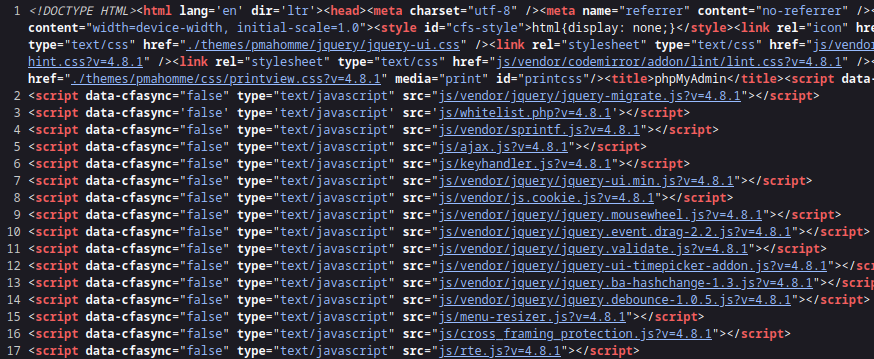 1 <!DOCTYPE HTML><html lang='en' dir='ltr'><head><meta charset="utf-8" /><meta name="referrer" content="no-referrer" />
content="width=device-width, initial-scale=1.0"><style id="cfs-style">html{display: none;}</style><link rel="icon" href
type="text/css" href="./themes/pmahomme/jquery/jquery-ui.css" /><link rel="stylesheet" type="text/css" href="js/vendor
hint.css?v=4.8.1" /><link rel="stylesheet" type="text/css" href="js/vendor/codemirror/addon/lint/lint.css?v=4.8.1" />
href="./themes/pmahomme/css/printview.css?v=4.8.1" media="print" id="printcss"/><title>phpMyAdmin</title><script data-
2 <script data-cfasync="false" type="text/javascript" src="js/vendor/jquery/jquery-migrate.js?v=4.8.1"></script>
3 <script data-cfasync='false' type='text/javascript' src='js/whitelist.php?v=4.8.1'></script>
4 <script data-cfasync="false" type="text/javascript" src="js/vendor/sprintf.js?v=4.8.1"></script>
5 <script data-cfasync="false" type="text/javascript" src="js/ajax.js?v=4.8.1"></script>
6 <script data-cfasync="false" type="text/javascript" src="js/keyhandler.js?v=4.8.1"></script>
7 <script data-cfasync="false" type="text/javascript" src="js/vendor/jquery/jquery-ui.min.js?v=4.8.1"></script>
8 <script data-cfasync="false" type="text/javascript" src="js/vendor/js.cookie.js?v=4.8.1"></script>
9 <script data-cfasync="false" type="text/javascript" src="js/vendor/jquery/jquery.mousewheel.js?v=4.8.1"></script>
10 <script data-cfasync="false" type="text/javascript" src="js/vendor/jquery/jquery.event.drag-2.2.js?v=4.8.1"></script>
11 <script data-cfasync="false" type="text/javascript" src="js/vendor/jquery/jquery.validate.js?v=4.8.1"></script>
12 <script data-cfasync="false" type="text/javascript" src="js/vendor/jquery/jquery-ui-timepicker-addon.js?v=4.8.1"></scr
13 <script data-cfasync="false" type="text/javascript" src="js/vendor/jquery/jquery.ba-hashchange-1.3.js?v=4.8.1"></scrip
14 <script data-cfasync="false" type="text/javascript" src="js/vendor/jquery/jquery.debounce-1.0.5.js?v=4.8.1"></script>
15 <script data-cfasync="false" type="text/javascript" src="js/menu-resizer.js?v=4.8.1"></script>
16 <script data-cfasync="false" type="text/javascript" src="js/cross_framing_protection.js?v=4.8.1"></script>
17 <script data-cfasync="false" type="text/javascript" src="js/rte.js?v=4.8.1"></script>